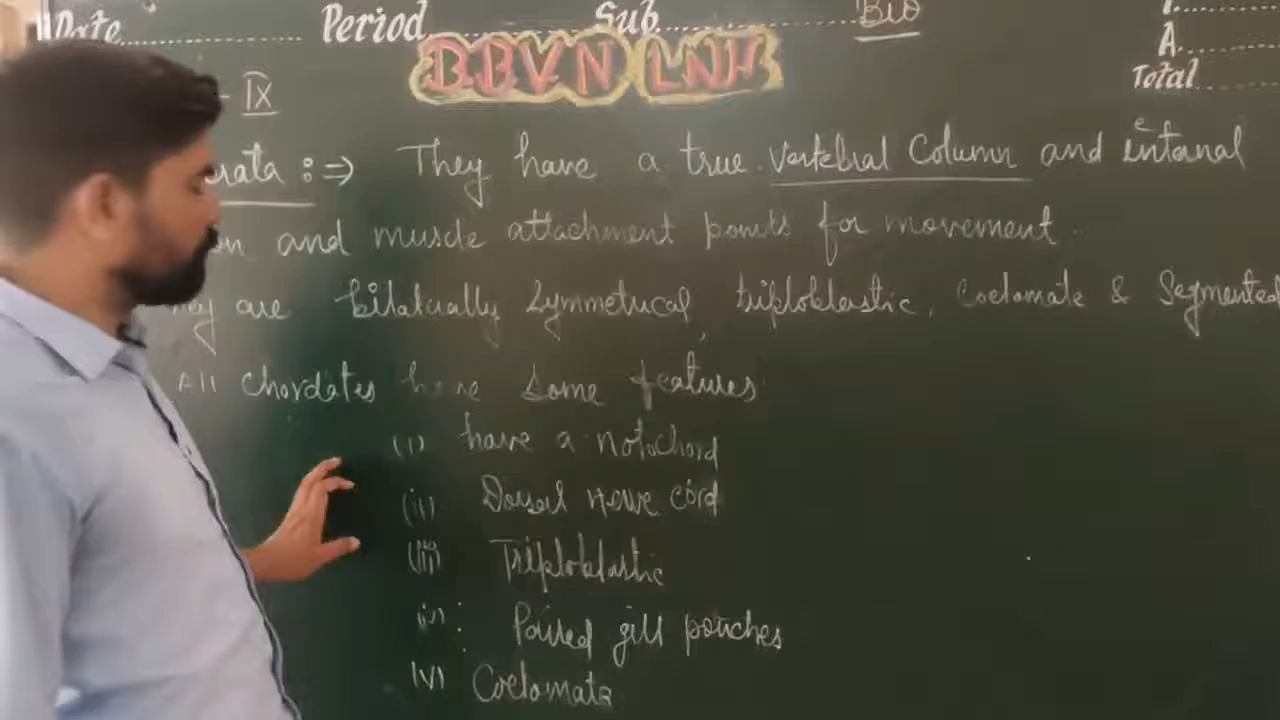 Date Period Sub Bio
A.
Total
BBVN LNH
IX
rata :⇒ They have a true vertebral Column and internal
on and muscle attachment points for movement.
are bilaterally Symmetrical, triploblastic, Coelomate & Segmented
All Chordates have some features
(i) have a notochord
(ii) Dorsal nerve cord
(iii) Triploblastic
iv: Paired gill pouches
(v) Coelomate